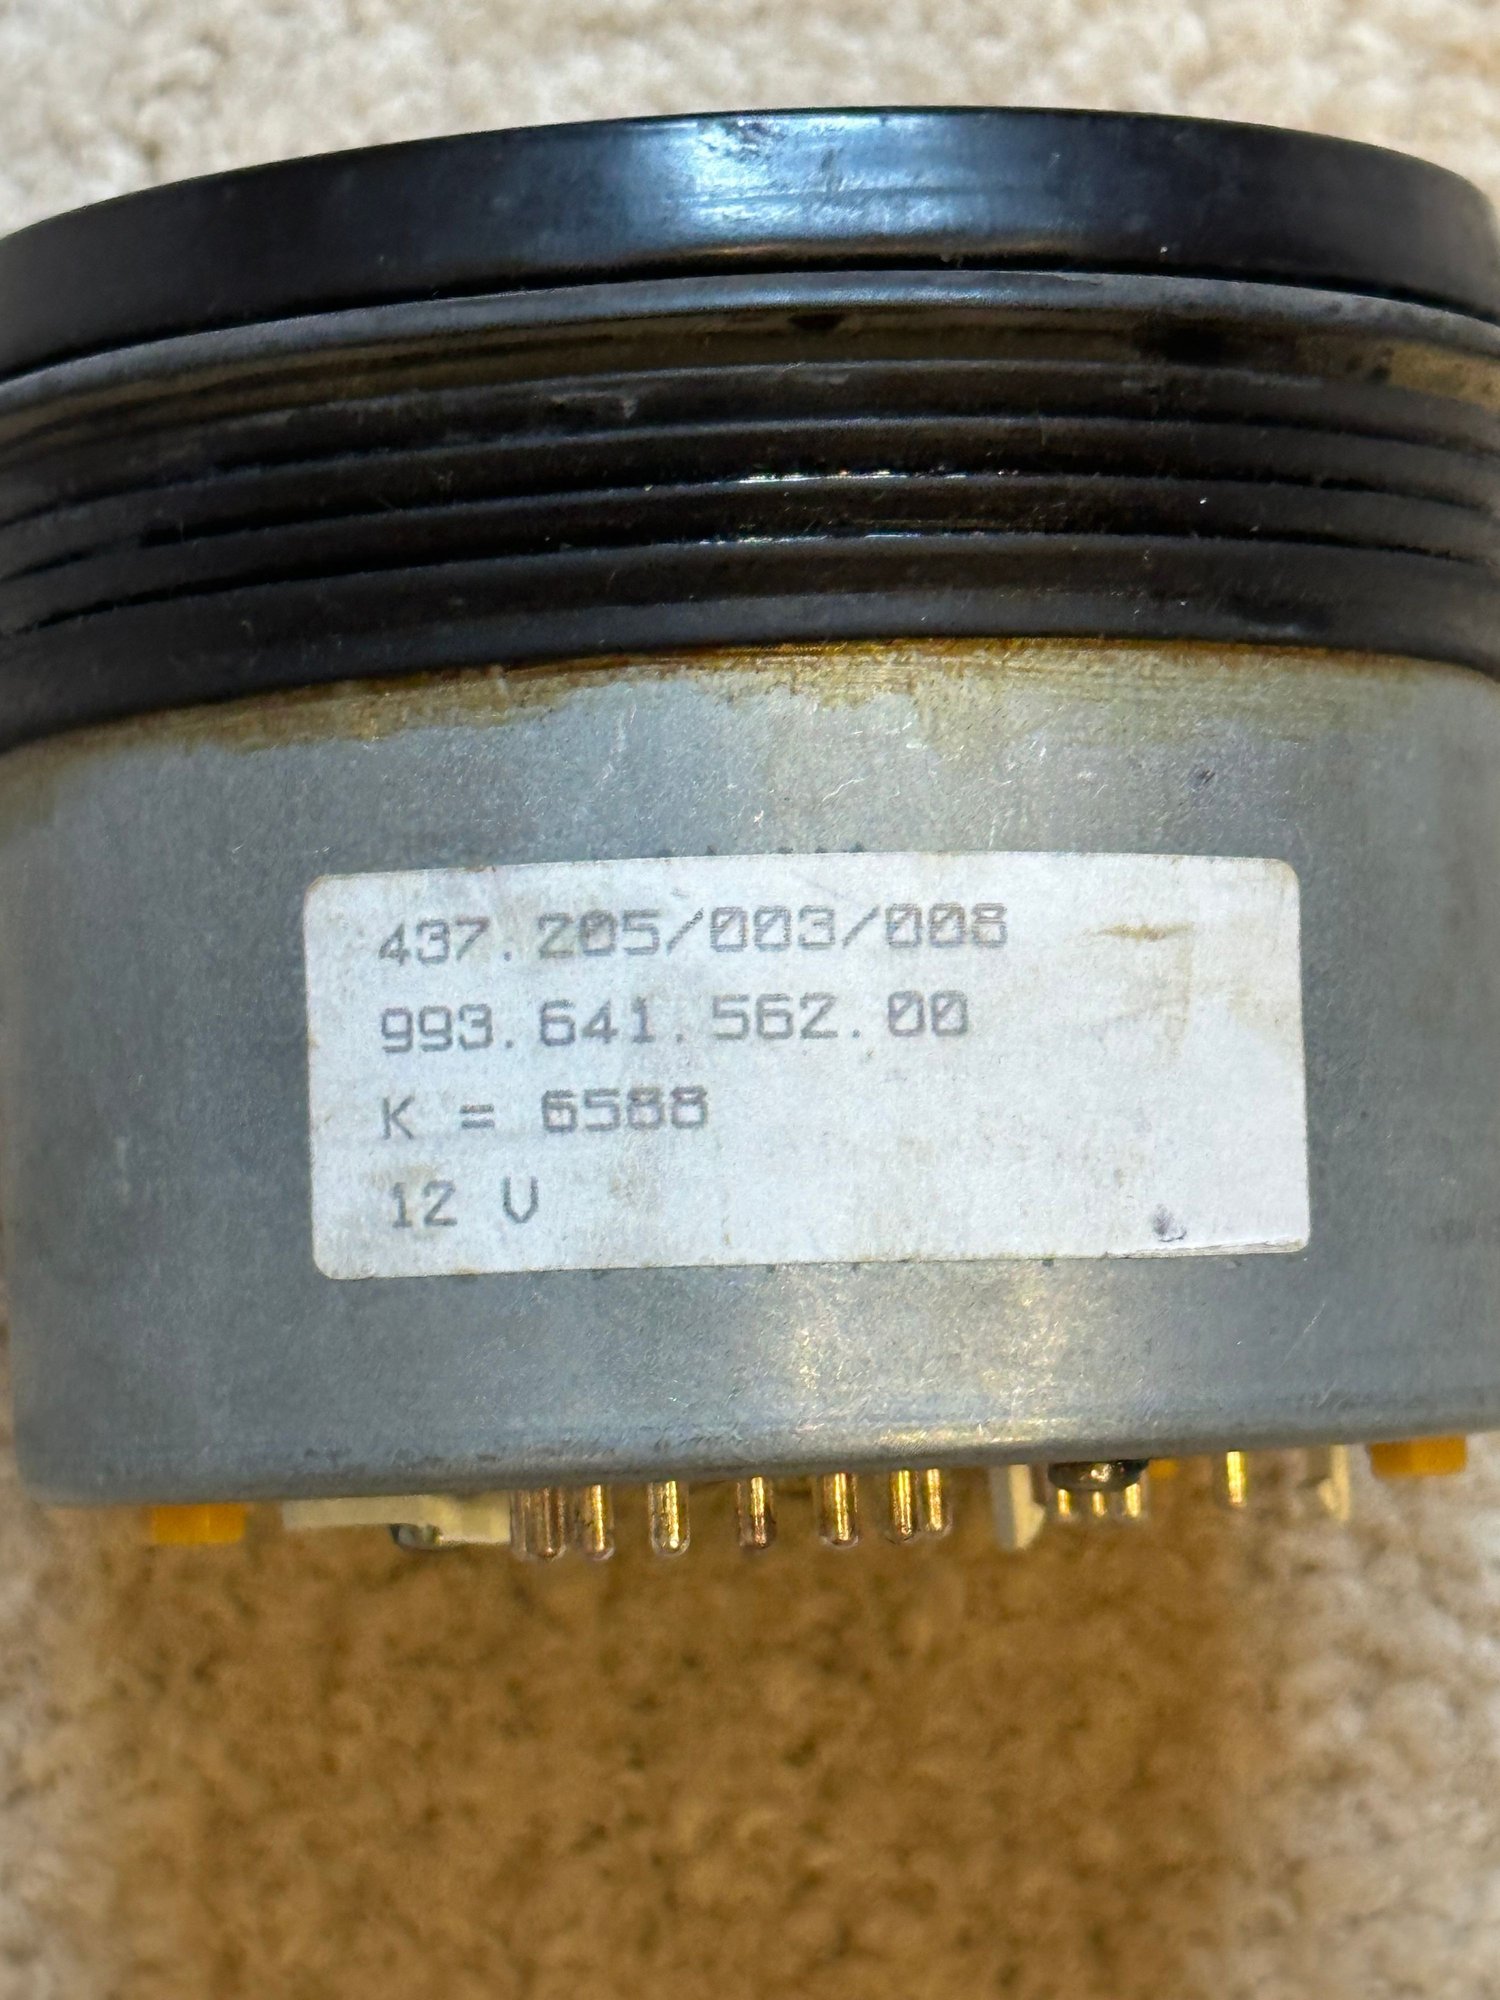 437.205/003/008
993.641.562.00
K = 6588
12 V